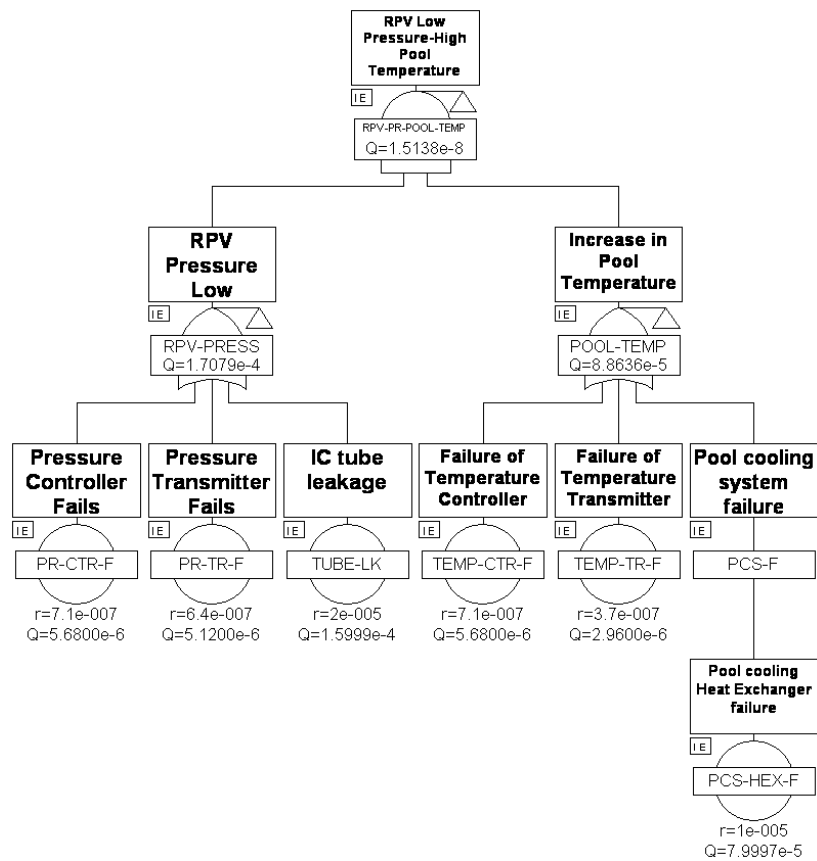 RPV Low
Pressure-High
Pool
Temperature
IE
RPV-PR-POOL-TEMP
Q=1.5138e-8
RPV
Pressure
Low
IE
RPV-PRESS
Q=1.7079e-4
Increase in
Pool
Temperature
IE
POOL-TEMP
Q=8.8636e-5
Pressure
Controller
Fails
IE
PR-CTR-F
r=7.1e-007
Q=5.6800e-6
Pressure
Transmitter
Fails
IE
PR-TR-F
r=6.4e-007
Q=5.1200e-6
IC tube
leakage
IE
TUBE-LK
r=2e-005
Q=1.5999e-4
Failure of
Temperature
Controller
IE
TEMP-CTR-F
r=7.1e-007
Q=5.6800e-6
Failure of
Temperature
Transmitter
IE
TEMP-TR-F
r=3.7e-007
Q=2.9600e-6
Pool cooling
system
failure
IE
PCS-F
Pool cooling
Heat Exchanger
failure
IE
PCS-HEX-F
r=1e-005
Q=7.9997e-5